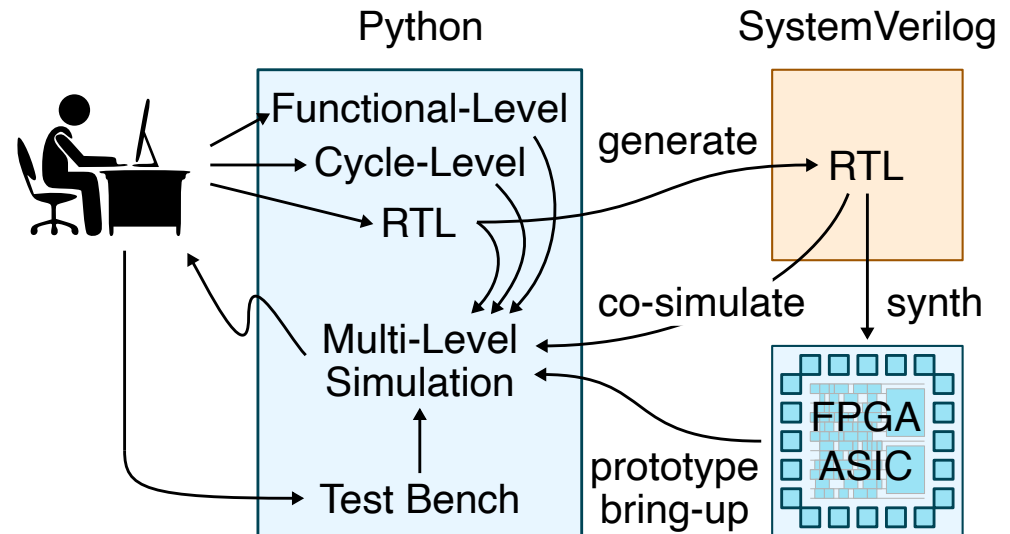 Python
SystemVerilog
Functional-Level
Cycle-Level
RTL
generate
RTL
co-simulate
synth
Multi-Level
Simulation
FPGA
ASIC
prototype
bring-up
Test Bench